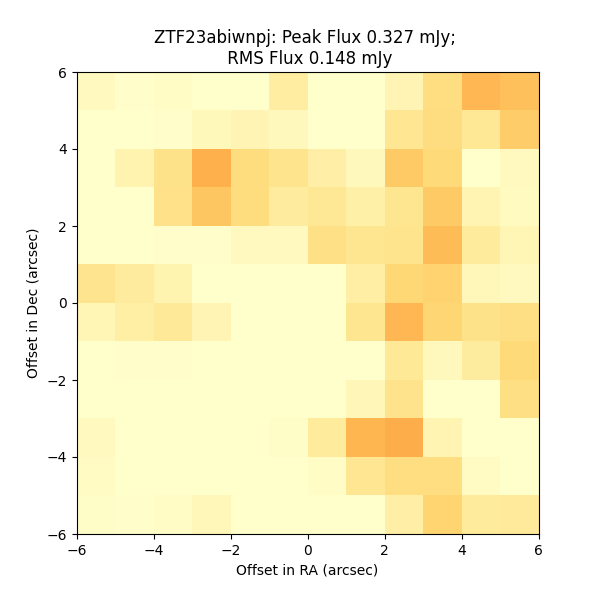 ZTF23abiwnpj: Peak Flux 0.327 mJy;
RMS Flux 0.148 mJy
6
4
2
0
−2
−4
−6
Offset in Dec (arcsec)
−6 −4 −2 0 2 4 6
Offset in RA (arcsec)